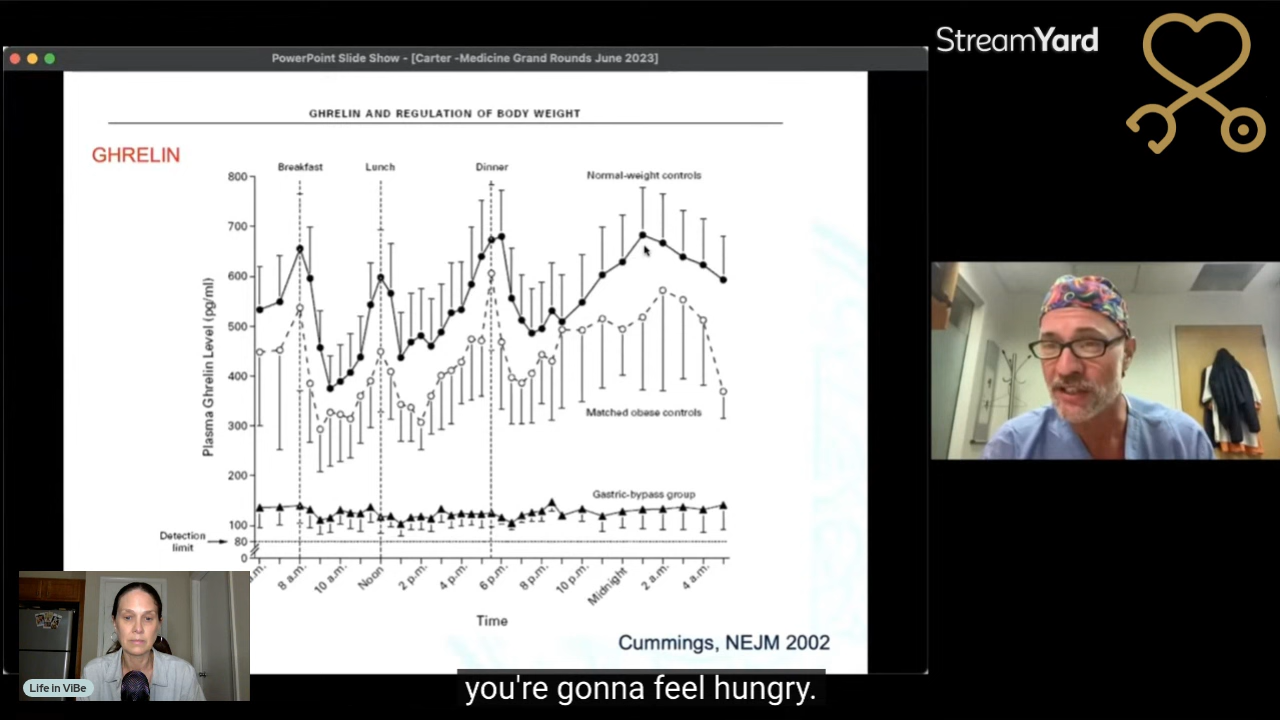 StreamYard
PowerPoint Slide Show - [Carter -Medicine Grand Rounds June 2023]
GHRELIN AND REGULATION OF BODY WEIGHT
GHRELIN
Breakfast
Lunch
Dinner
Normal-weight controls
Matched obese controls
Gastric-bypass group
Plasma Ghrelin Level (pg/ml)
800
700
600
500
400
300
200
100
80
0
Detection
limit
8 a.m.
10 a.m.
Noon
2 p.m.
4 p.m.
6 p.m.
8 p.m.
10 p.m.
Midnight
2 a.m.
4 a.m.
Time
Cummings, NEJM 2002
Life in ViBe
you're gonna feel hungry.